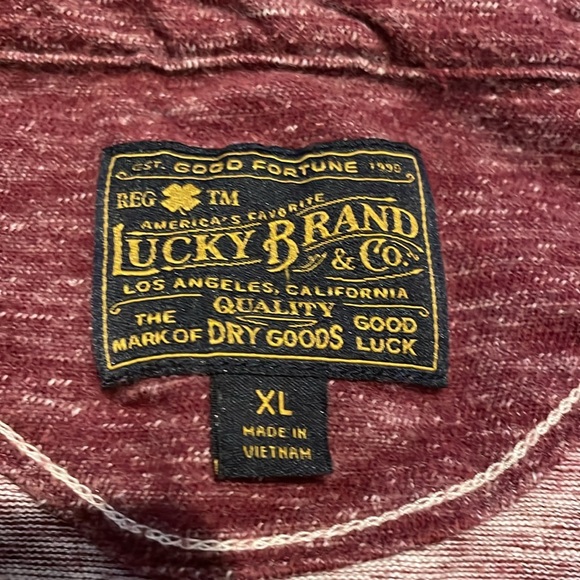 EST. GOOD FORTUNE 1990
REG TM
AMERICA'S FAVORITE
LUCKY BRAND
& CO.
LOS ANGELES, CALIFORNIA
QUALITY
THE MARK OF DRY GOODS GOOD LUCK
XL
MADE IN
VIETNAM